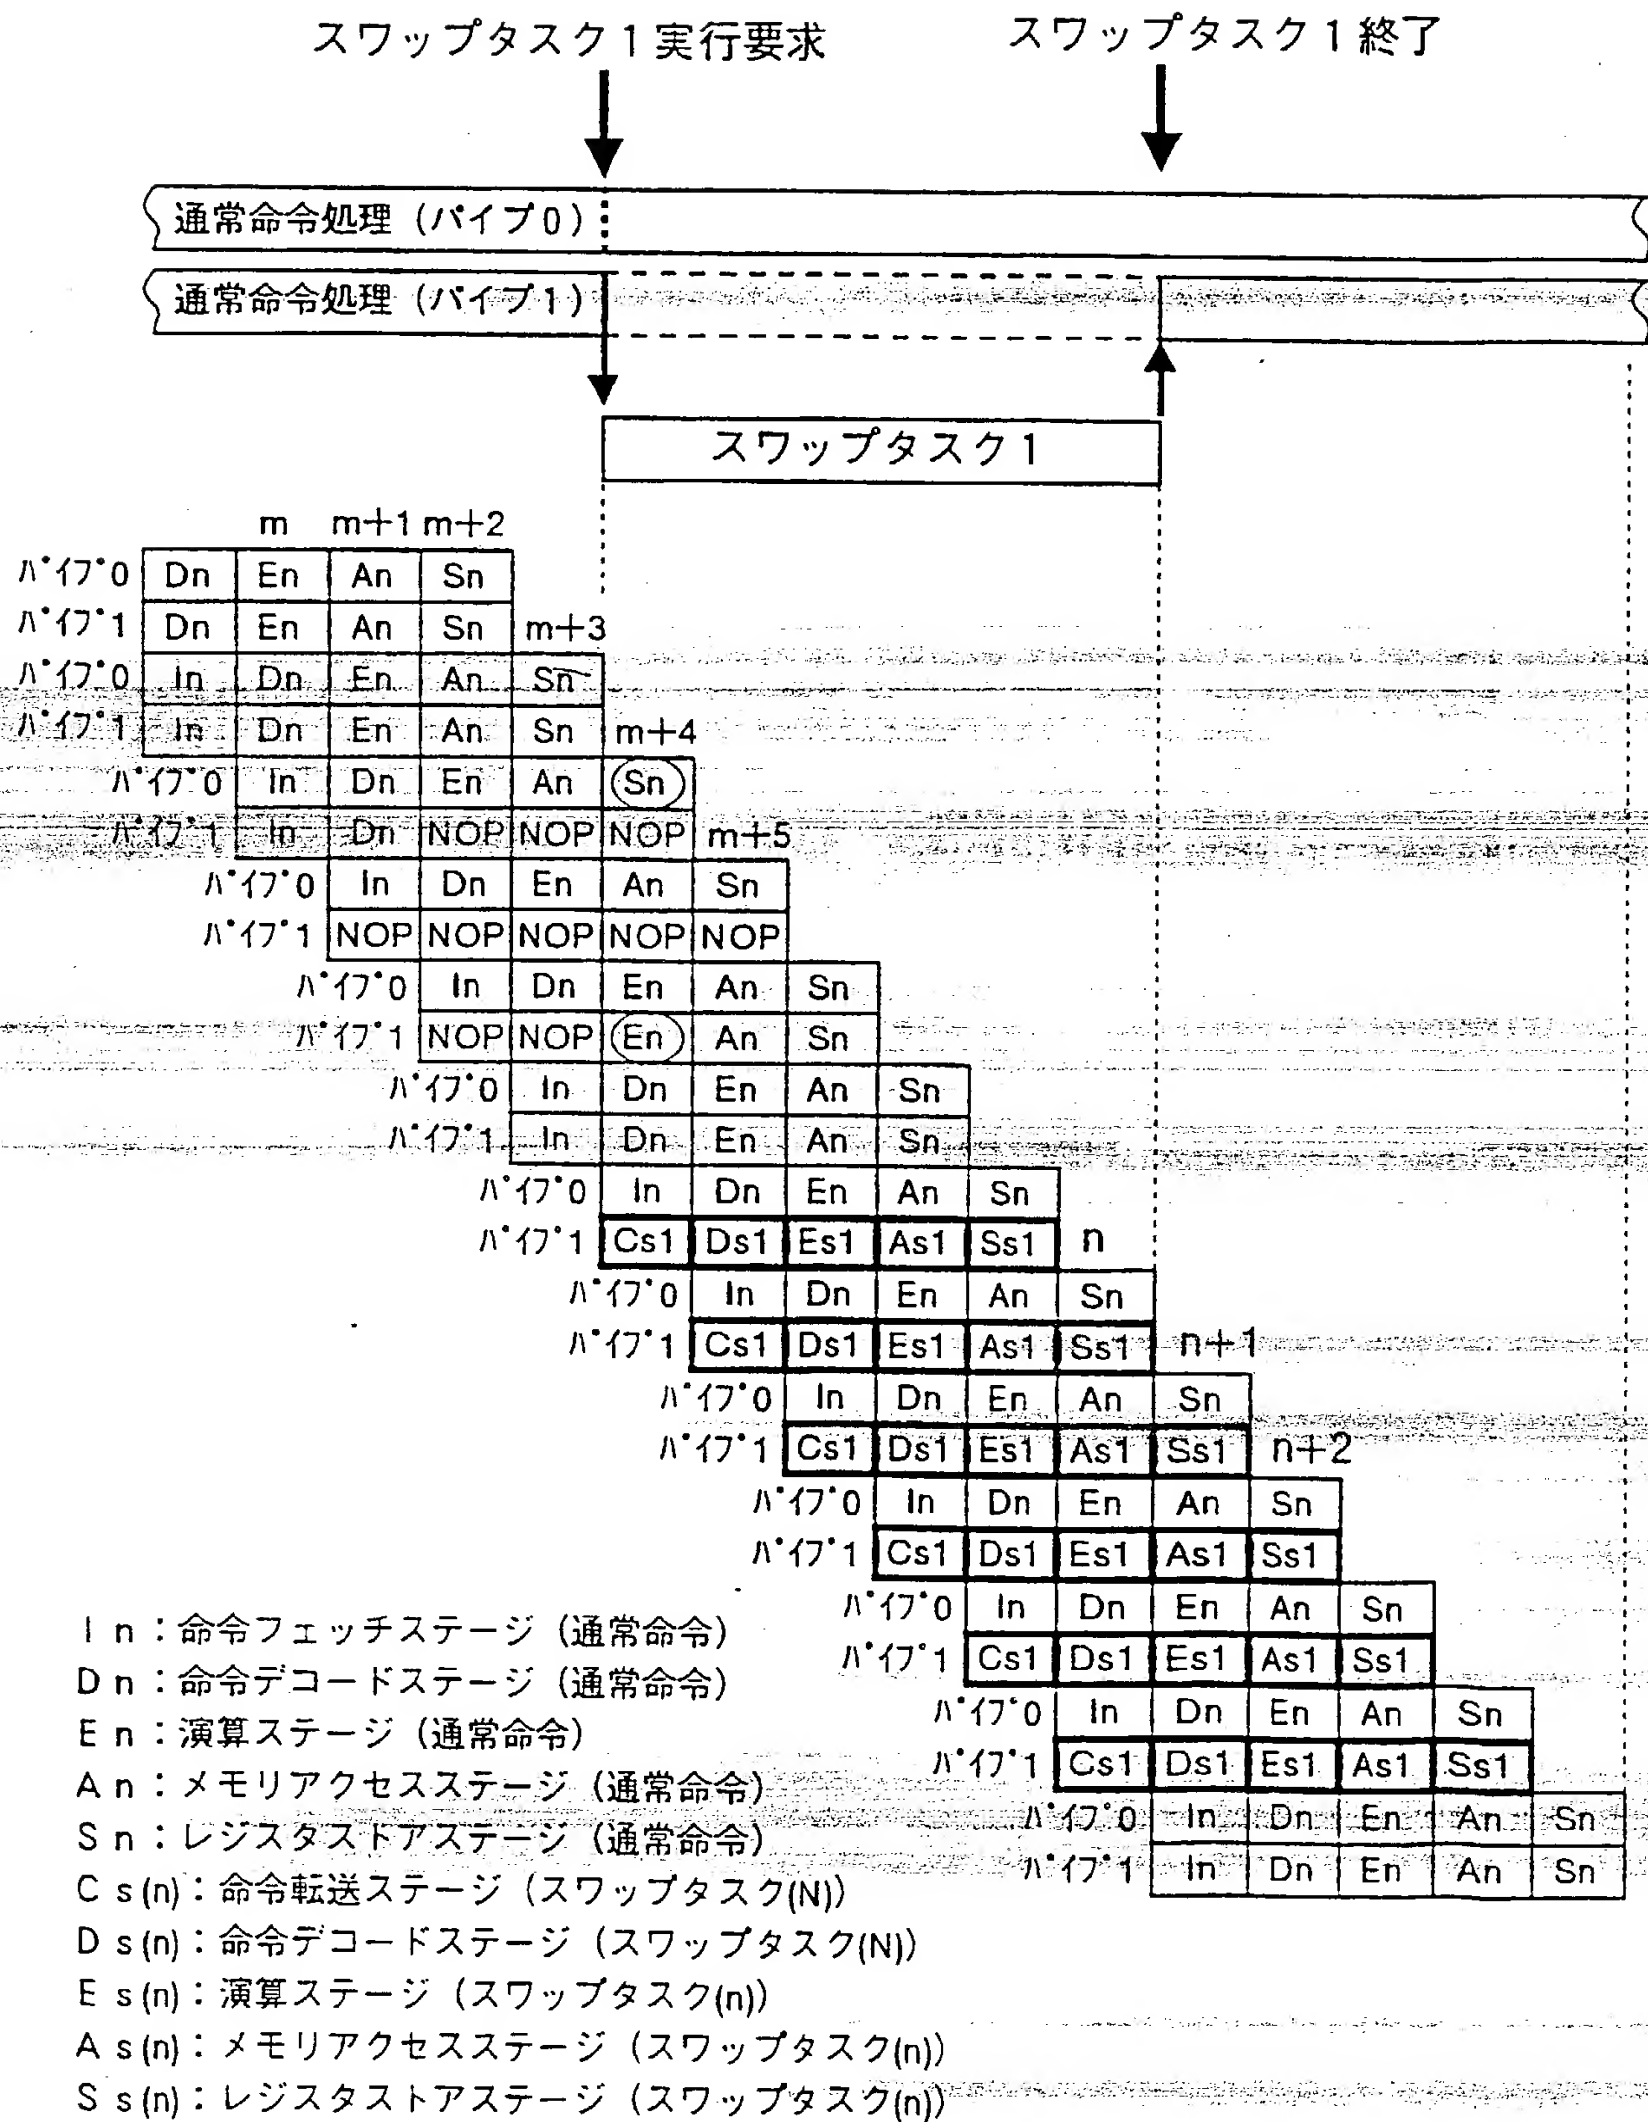 スワップタスク1実行要求 スワップタスク1終了
通常命令処理（パイプ0）
通常命令処理（パイプ1）
スワップタスク1
m m+1 m+2
ﾊﾟｲﾌﾟ0 Dn En An Sn
ﾊﾟｲﾌﾟ1 Dn En An Sn m+3
ﾊﾟｲﾌﾟ0 In Dn En An Sn
ﾊﾟｲﾌﾟ1 In Dn En An Sn m+4
ﾊﾟｲﾌﾟ0 In Dn En An Sn
ﾊﾟｲﾌﾟ1 In Dn NOP NOP NOP m+5
ﾊﾟｲﾌﾟ0 In Dn En An Sn
ﾊﾟｲﾌﾟ1 NOP NOP NOP NOP NOP
ﾊﾟｲﾌﾟ0 In Dn En An Sn
ﾊﾟｲﾌﾟ1 NOP NOP En An Sn
ﾊﾟｲﾌﾟ0 In Dn En An Sn
ﾊﾟｲﾌﾟ1 In Dn En An Sn
ﾊﾟｲﾌﾟ0 In Dn En An Sn
ﾊﾟｲﾌﾟ1 Cs1 Ds1 Es1 As1 Ss1 n
ﾊﾟｲﾌﾟ0 In Dn En An Sn
ﾊﾟｲﾌﾟ1 Cs1 Ds1 Es1 As1 Ss1 n+1
ﾊﾟｲﾌﾟ0 In Dn En An Sn
ﾊﾟｲﾌﾟ1 Cs1 Ds1 Es1 As1 Ss1 n+2
ﾊﾟｲﾌﾟ0 In Dn En An Sn
ﾊﾟｲﾌﾟ1 Cs1 Ds1 Es1 As1 Ss1
ﾊﾟｲﾌﾟ0 In Dn En An Sn
ﾊﾟｲﾌﾟ1 Cs1 Ds1 Es1 As1 Ss1
ﾊﾟｲﾌﾟ0 In Dn En An Sn
ﾊﾟｲﾌﾟ1 Cs1 Ds1 Es1 As1 Ss1
ﾊﾟｲﾌﾟ0 In Dn En An Sn
ﾊﾟｲﾌﾟ1 In Dn En An Sn
In：命令フェッチステージ（通常命令）
Dn：命令デコードステージ（通常命令）
En：演算ステージ（通常命令）
An：メモリアクセスステージ（通常命令）
Sn：レジスタストアステージ（通常命令）
Cs(n)：命令転送ステージ（スワップタスク(N)）
Ds(n)：命令デコードステージ（スワップタスク(N)）
Es(n)：演算ステージ（スワップタスク(n)）
As(n)：メモリアクセスステージ（スワップタスク(n)）
Ss(n)：レジスタストアステージ（スワップタスク(n)）